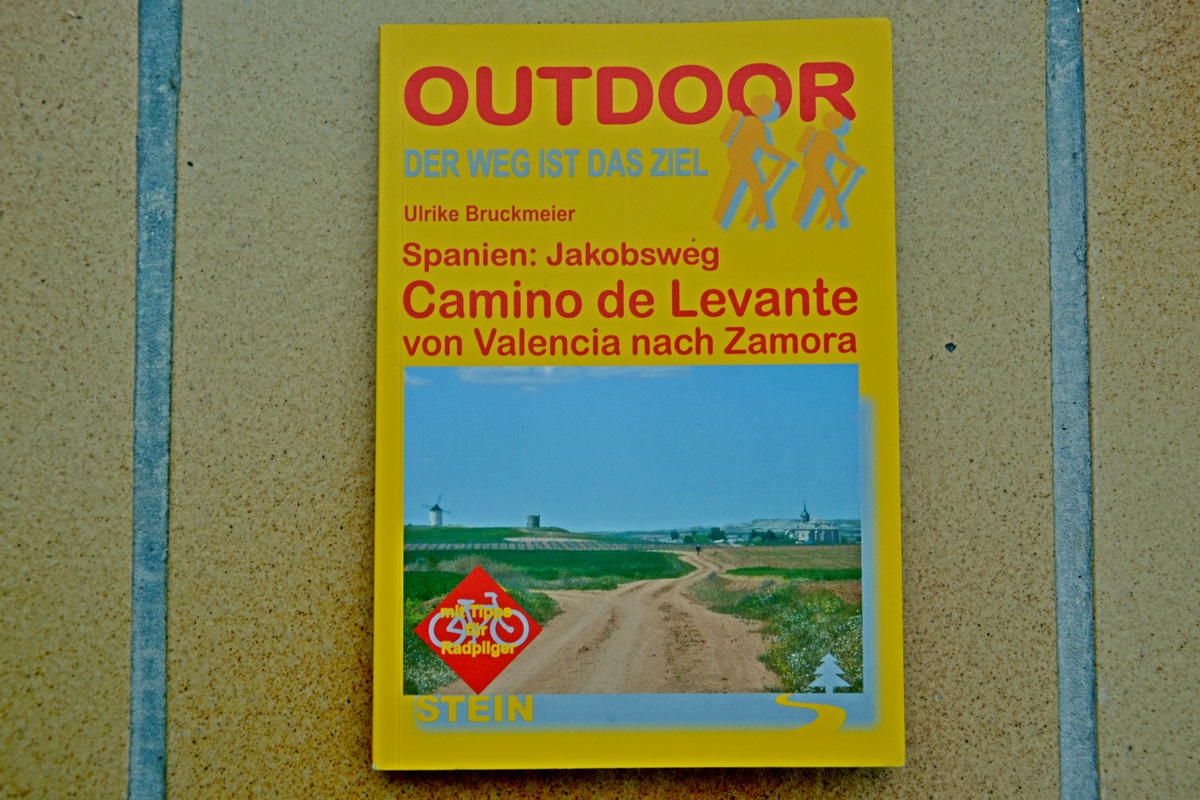 OUTDOOR
DER WEG IST DAS ZIEL
Ulrike Bruckmeier
Spanien: Jakobsweg
Camino de Levante
von Valencia nach Zamora
mit Tipps
für
Radpilger
STEIN